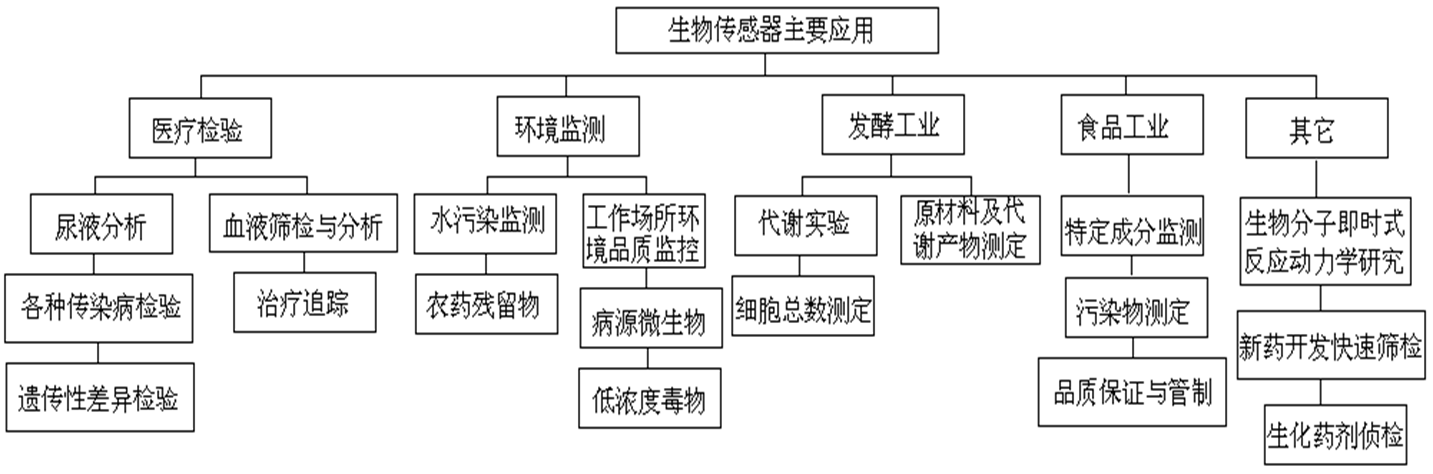 生物传感器主要应用
医疗检验
环境监测
发酵工业
食品工业
其它
尿液分析
血液筛检与分析
水污染监测
工作场所环
境品质监控
代谢实验
原材料及代
谢产物测定
特定成分监测
生物分子即时式
反应动力学研究
各种传染病检验
治疗追踪
农药残留物
病源微生物
细胞总数测定
污染物测定
新药开发快速筛检
遗传性差异检验
低浓度毒物
品质保证与管制
生化药剂侦检